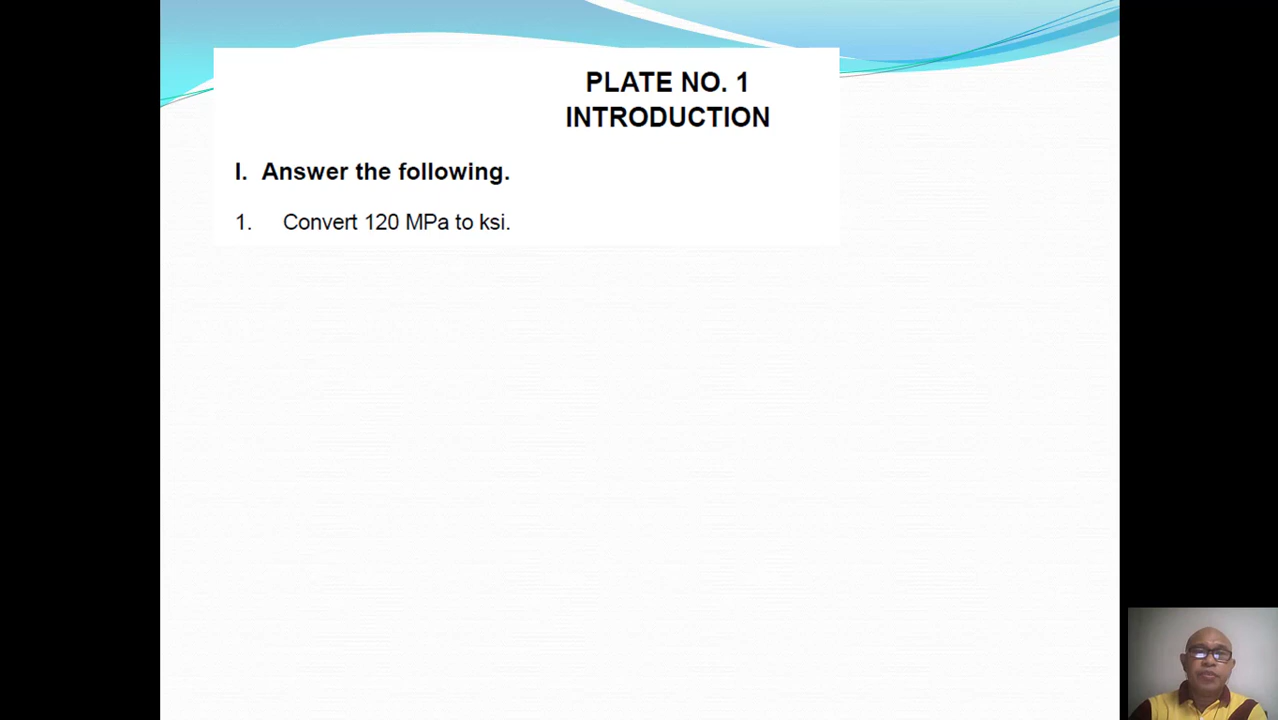 PLATE NO. 1
INTRODUCTION
I. Answer the following.
1. Convert 120 MPa to ksi.